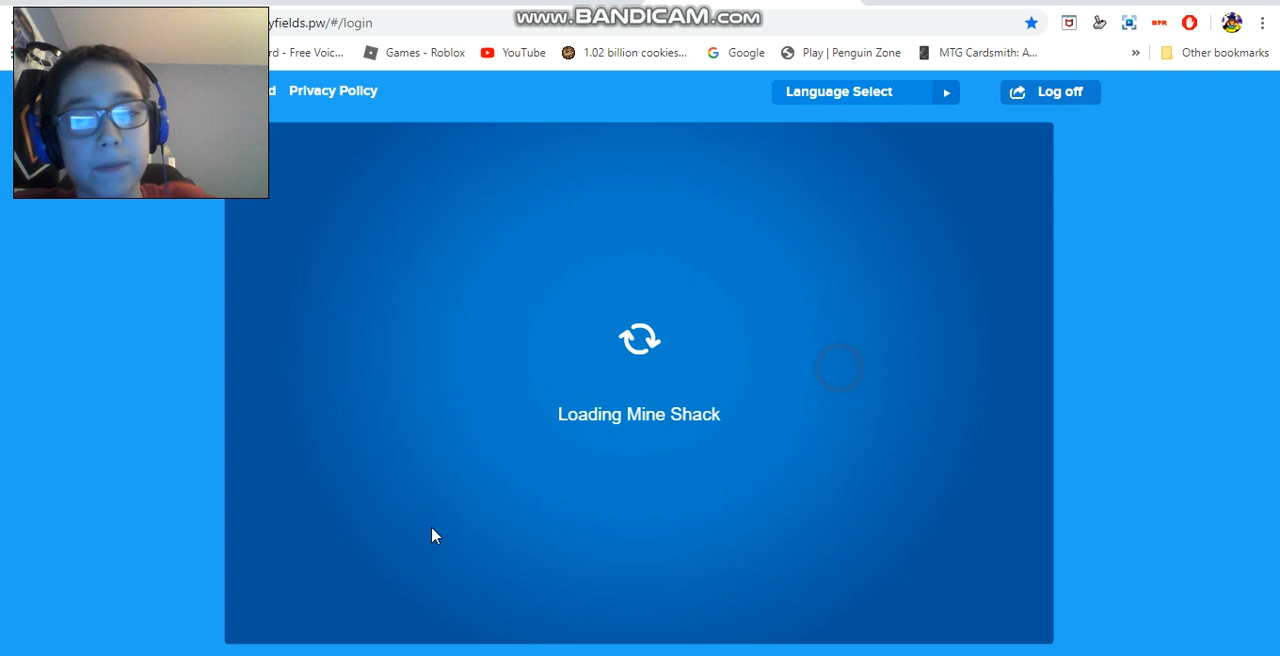 www.BANDICAM.com
yfields.pw/#/login
BPR
rd - Free Voic... Games - Roblox YouTube 1.02 billion cookies... Google Play | Penguin Zone MTG Cardsmith: A... » Other bookmarks
d Privacy Policy Language Select Log off
Loading Mine Shack